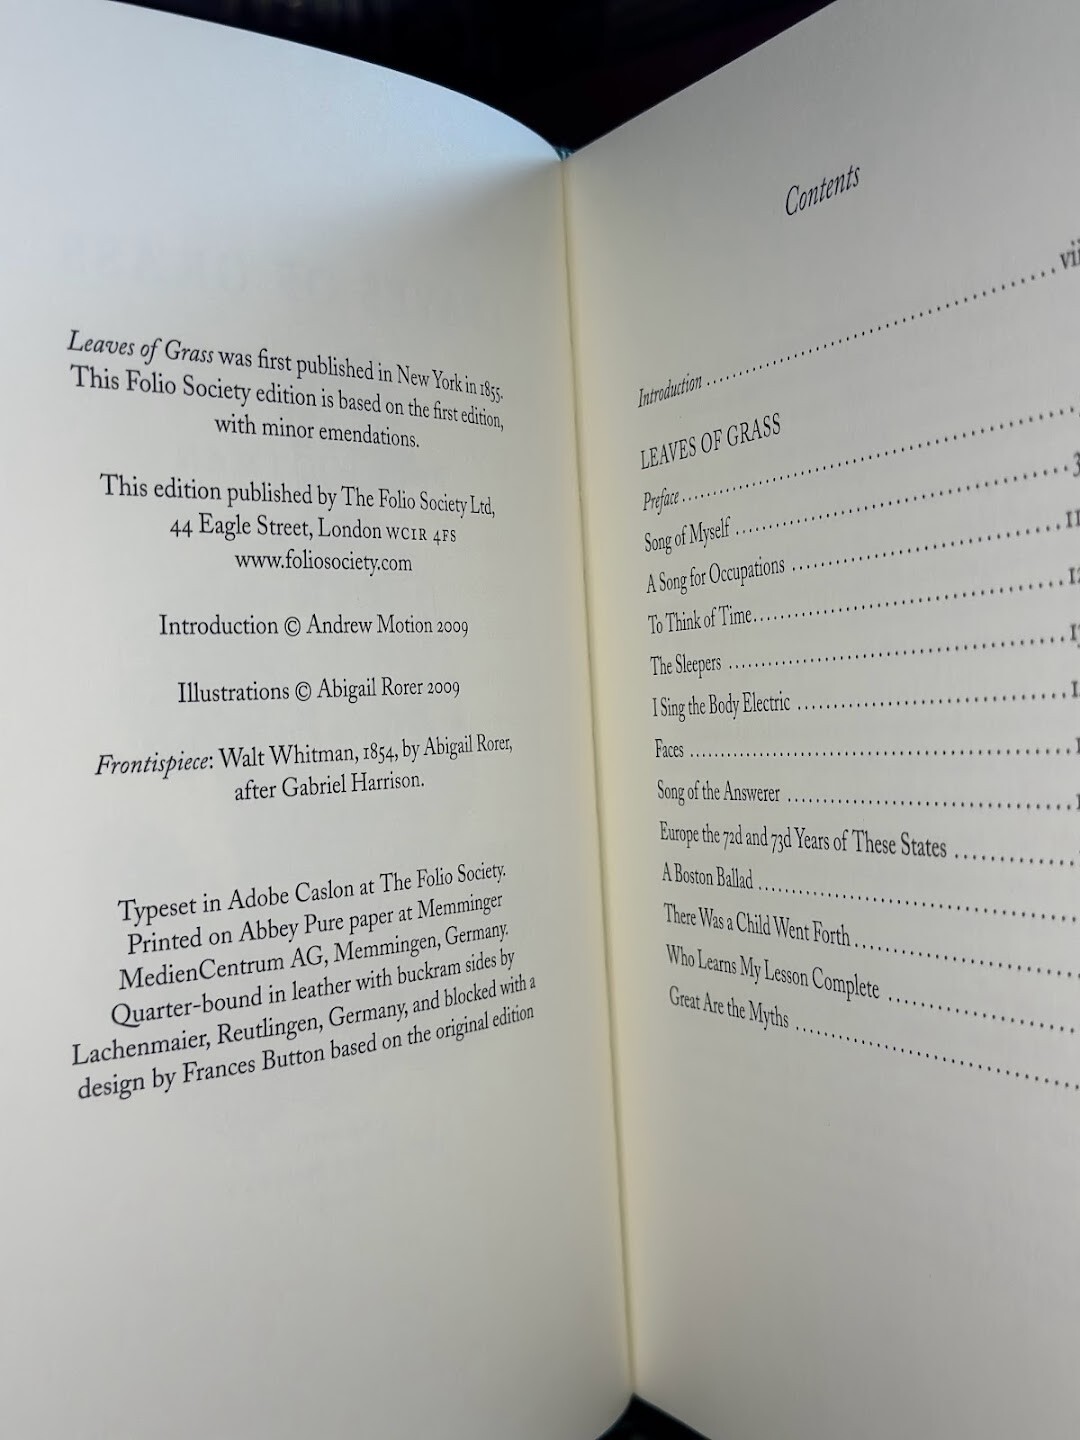 Leaves of Grass was first published in New York in 1855.
This Folio Society edition is based on the first edition,
with minor emendations.
This edition published by The Folio Society Ltd,
44 Eagle Street, London WC1R 4FS
www.foliosociety.com
Introduction © Andrew Motion 2009
Illustrations © Abigail Rorer 2009
Frontispiece: Walt Whitman, 1854, by Abigail Rorer,
after Gabriel Harrison.
Typeset in Adobe Caslon at The Folio Society.
Printed on Abbey Pure paper at Memminger
MedienCentrum AG, Memmingen, Germany.
Quarter-bound in leather with buckram sides by
Lachenmaier, Reutlingen, Germany, and blocked with a
design by Frances Button based on the original edition
Contents
Introduction ........ vii
LEAVES OF GRASS
Preface ........
Song of Myself ........
A Song for Occupations ........
To Think of Time ........
The Sleepers ........
I Sing the Body Electric ........
Faces ........
Song of the Answerer ........
Europe the 72d and 73d Years of These States ........
A Boston Ballad ........
There Was a Child Went Forth ........
Who Learns My Lesson Complete ........
Great Are the Myths ........